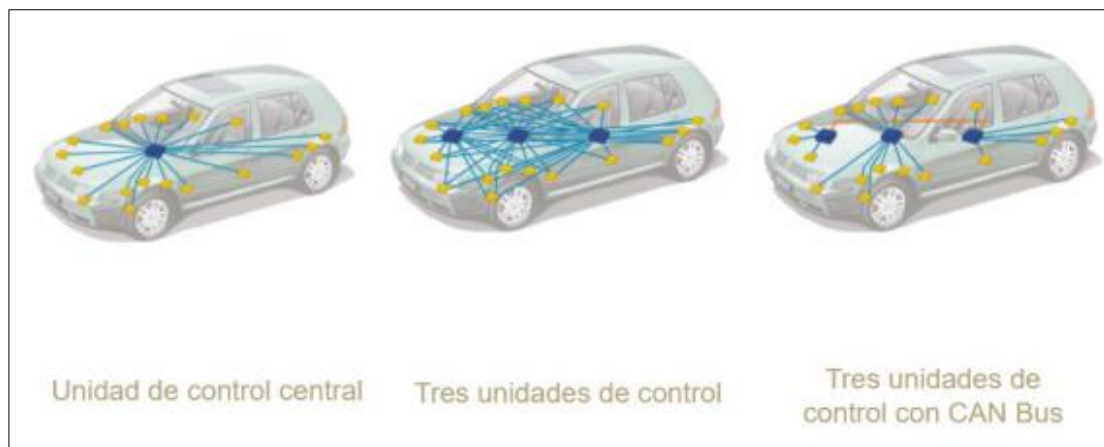 Unidad de control central
Tres unidades de control
Tres unidades de
control con CAN Bus